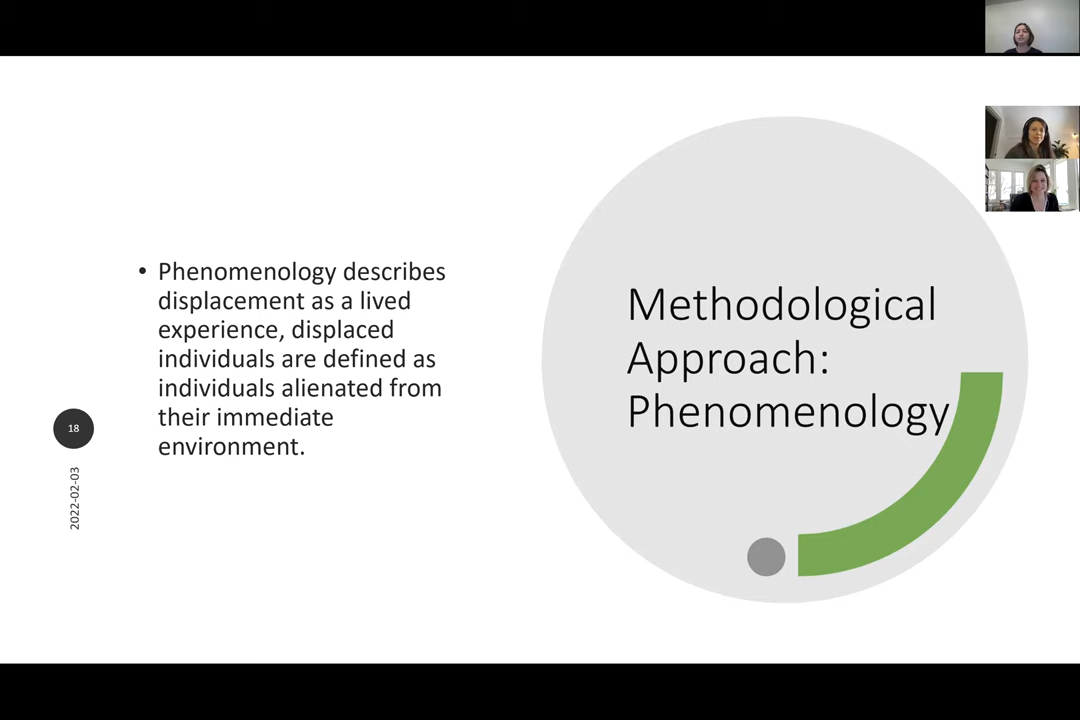 • Phenomenology describes
displacement as a lived
experience, displaced
individuals are defined as
individuals alienated from
their immediate
environment.
Methodological
Approach:
Phenomenology
18
2022-02-03